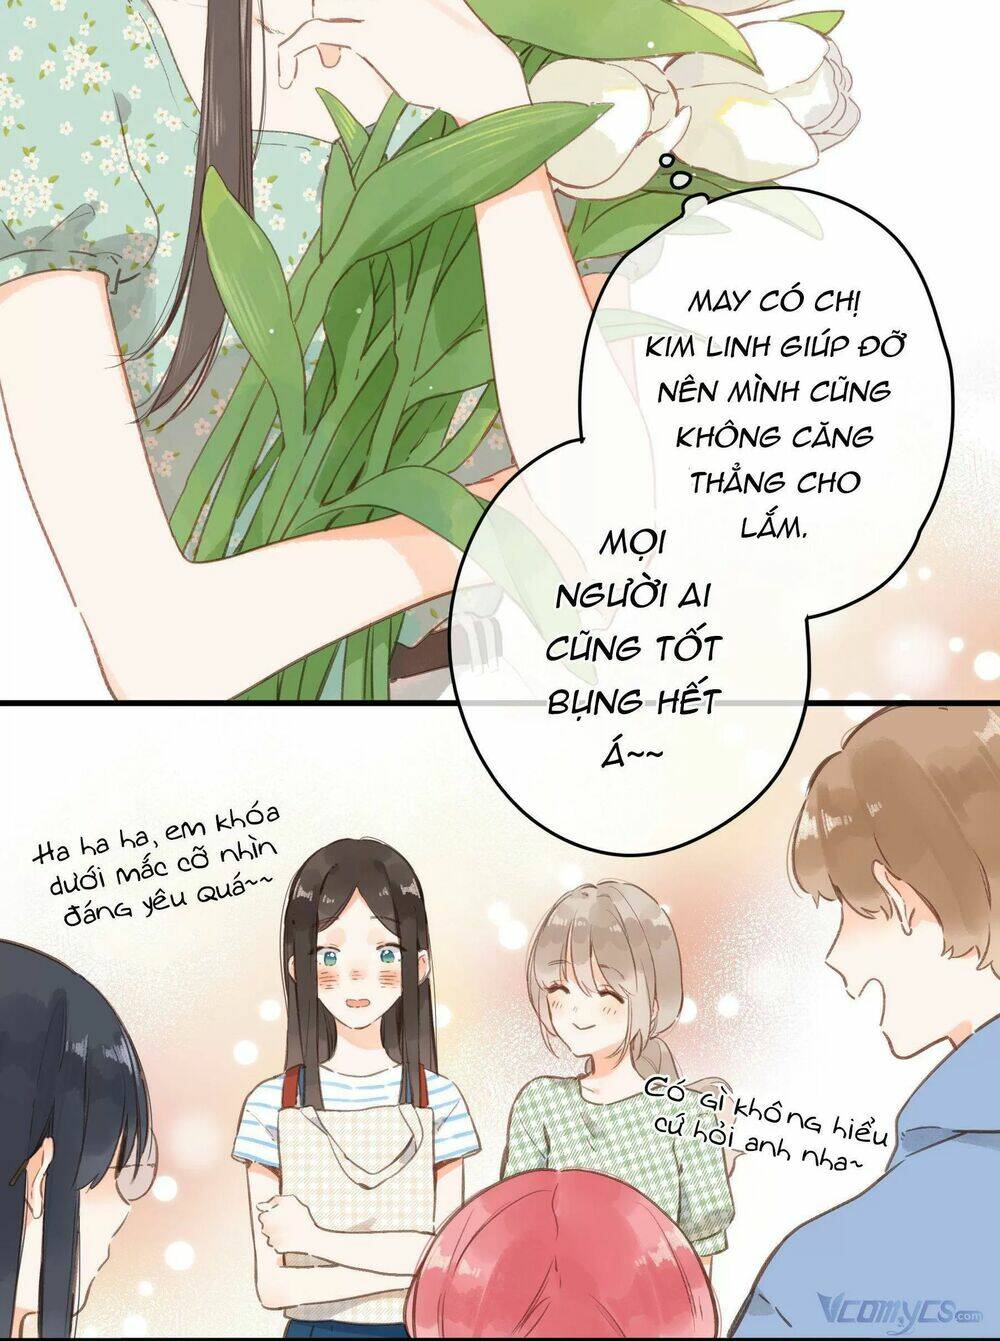 MAY CÓ CHỊ
KIM LINH GIÚP ĐỠ
NÊN MÌNH CŨNG
KHÔNG CĂNG
THẲNG CHO
LẮM.
MỌI
NGƯỜI AI
CŨNG TỐT
BỤNG HẾT
Á~~
Ha ha ha, em khóa
dưới mắc cỡ nhìn
đáng yêu quá~~
Có gì không hiểu
cứ hỏi anh nha~
VCOMYCS.com